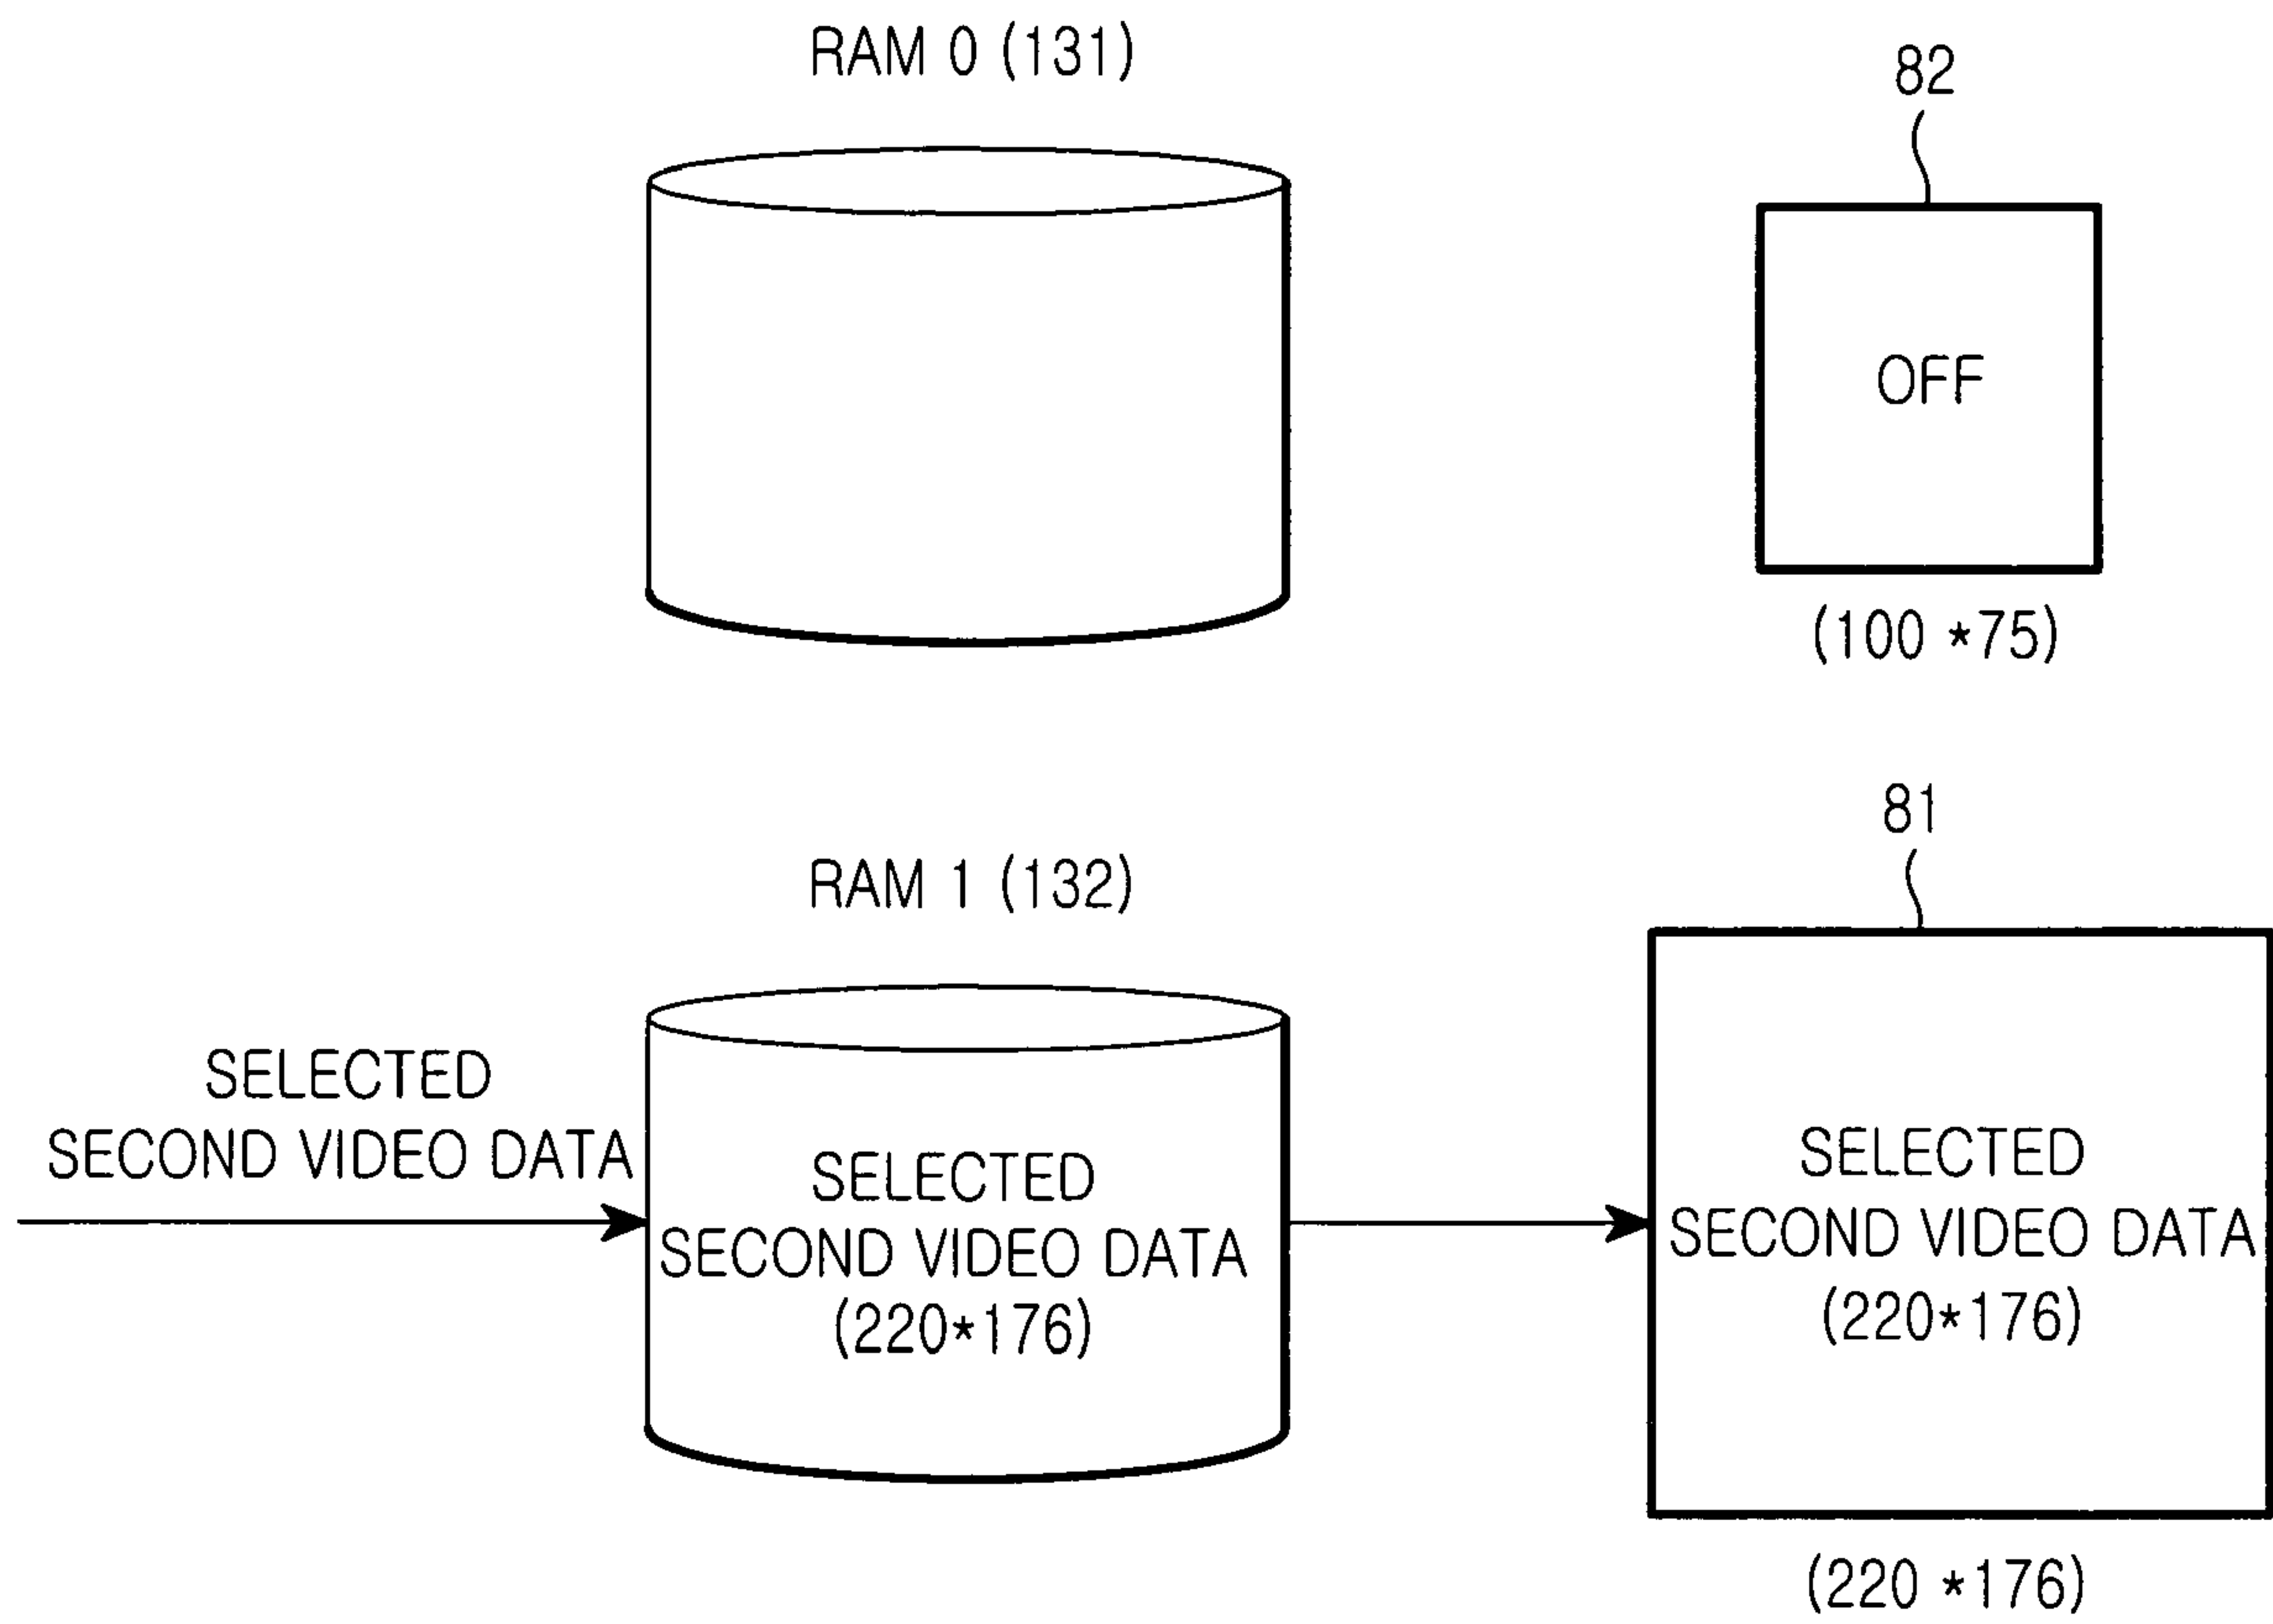 RAM 0 (131)
82
OFF
(100 *75)
81
RAM 1 (132)
SELECTED
SECOND VIDEO DATA
SELECTED
SECOND VIDEO DATA
(220*176)
SELECTED
SECOND VIDEO DATA
(220*176)
(220 *176)